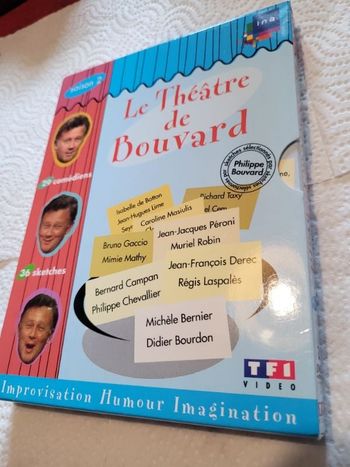 saison 2
ina
Le Théâtre
de
Bouvard
sketches sélectionnés par
Philippe
Bouvard
20 comédiens
36 sketches
Isabelle de Botton
Jean-Hugues Lime
Caroline Masiulis
Richard Taxy
Bruno Gaccio
Mimie Mathy
Jean-Jacques Péroni
Muriel Robin
Jean-François Derec
Régis Laspalès
Bernard Campan
Philippe Chevallier
Michèle Bernier
Didier Bourdon
TF1
VIDEO
Improvisation Humour Imagination